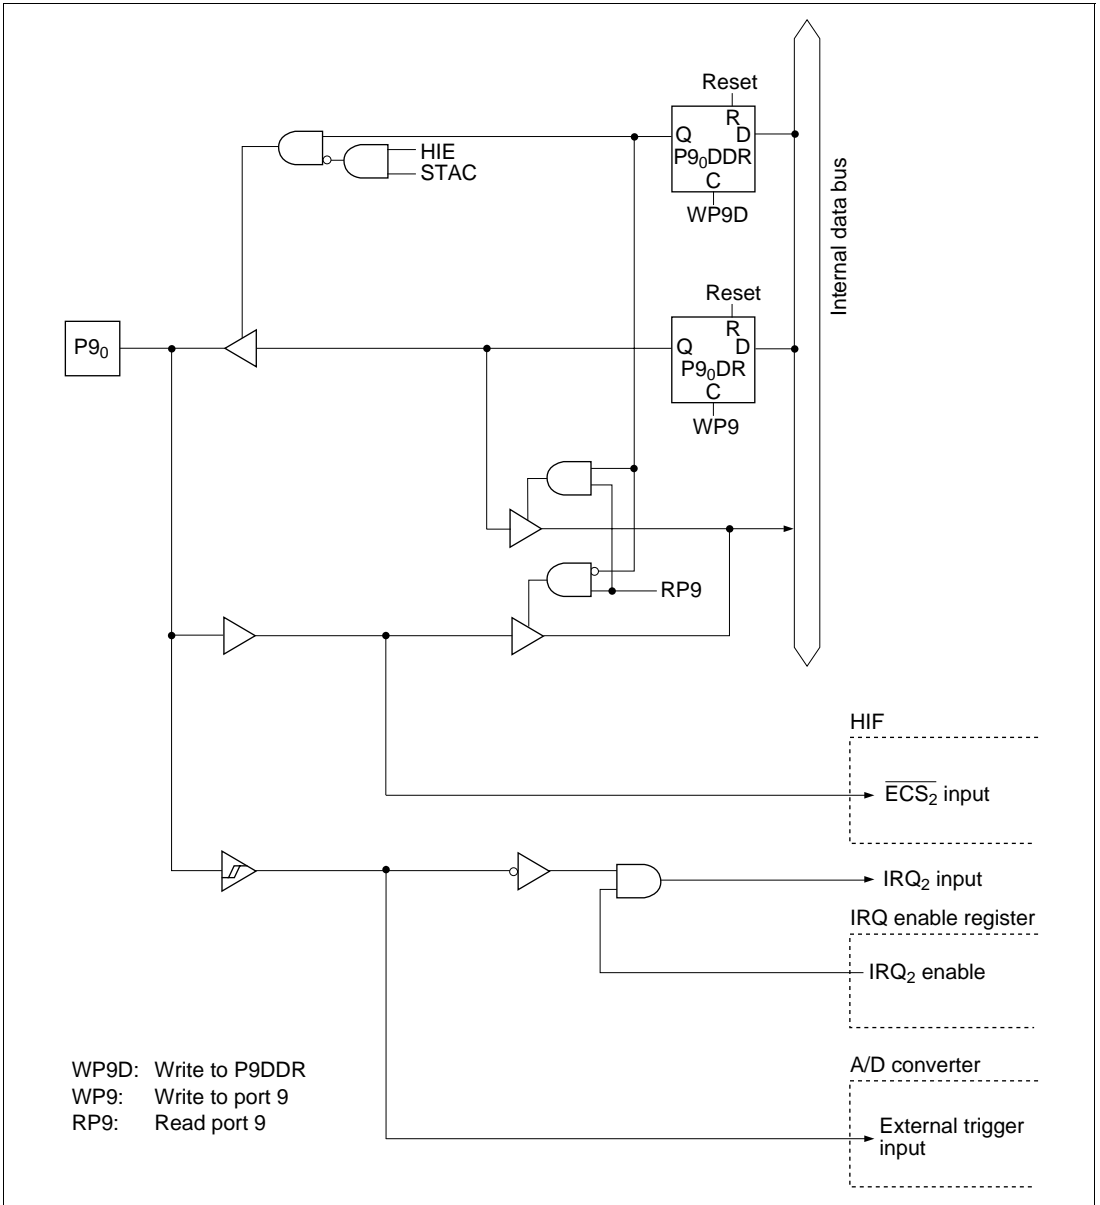 Reset
R
Q D
P9₀DDR
C
WP9D
HIE
STAC
Internal data bus
Reset
R
Q D
P9₀DR
C
WP9
P9₀
RP9
HIF
E̅C̅S̅₂̅ input
IRQ₂ input
IRQ enable register
IRQ₂ enable
A/D converter
External trigger
input
WP9D: Write to P9DDR
WP9: Write to port 9
RP9: Read port 9